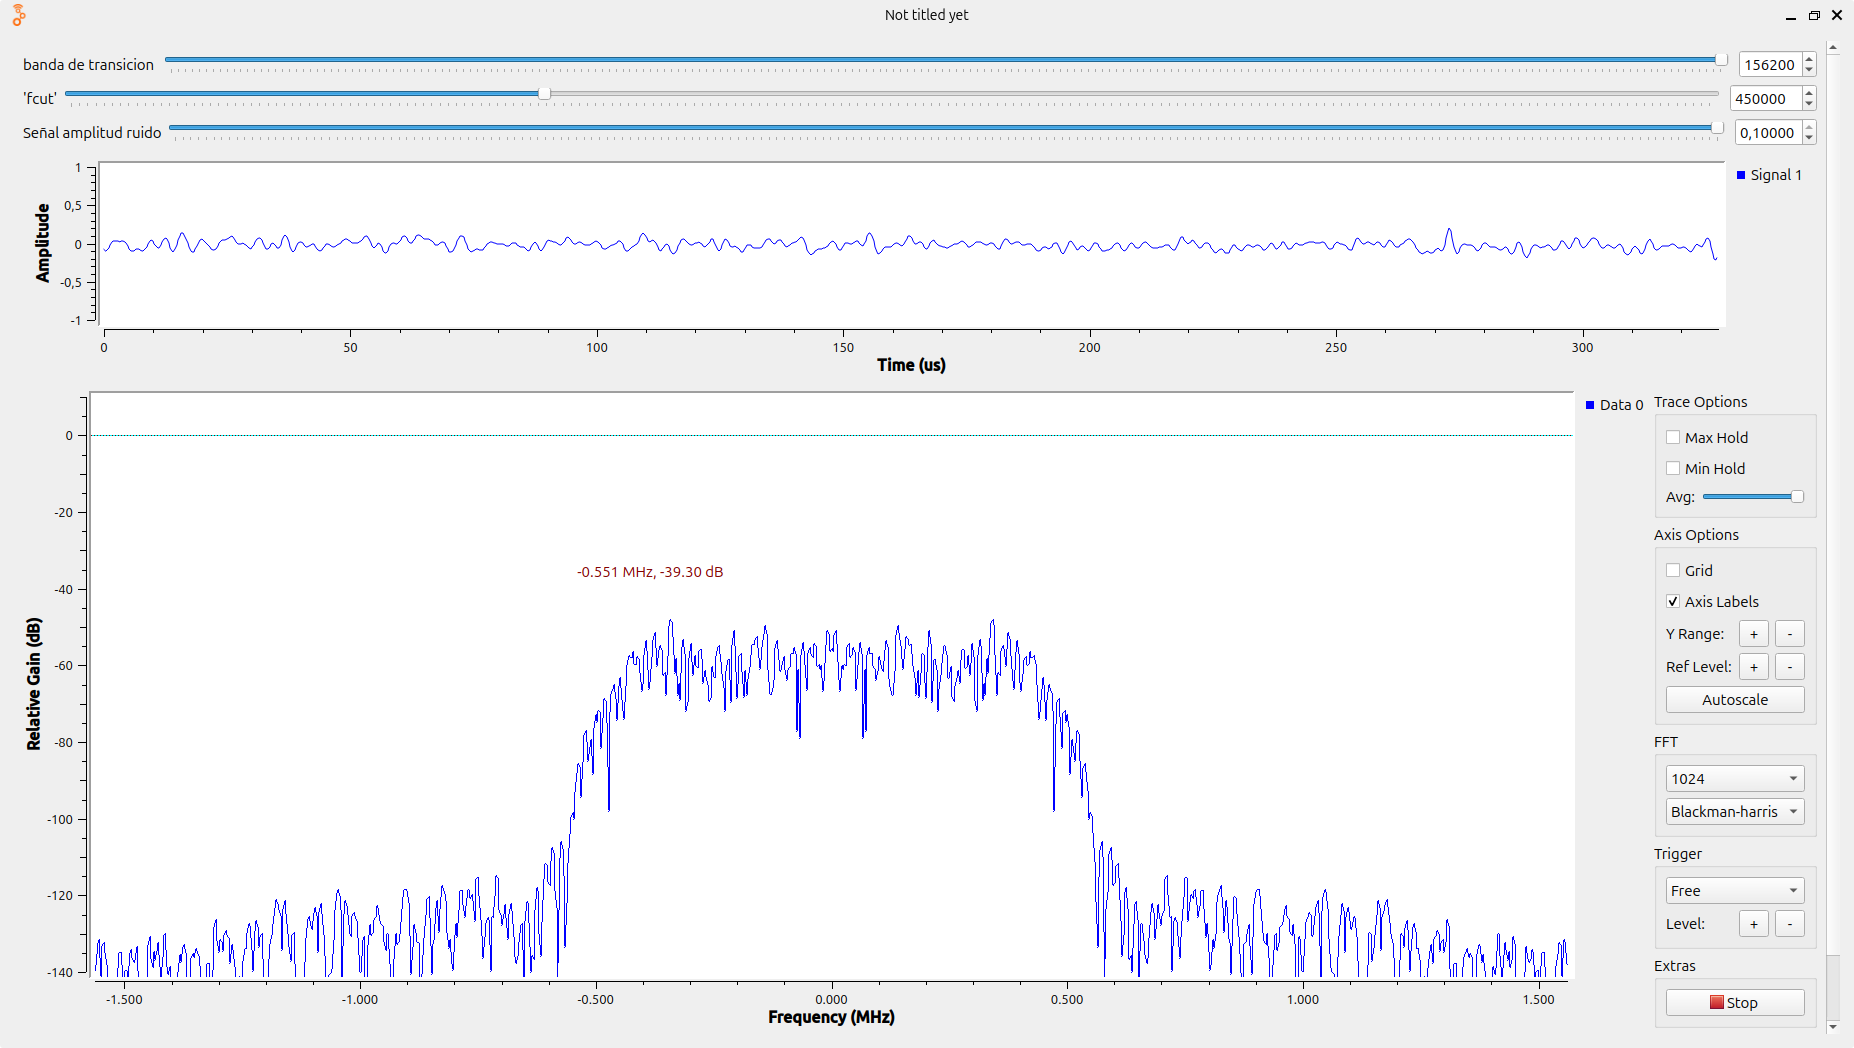 Not titled yet
banda de transicion 156200
'fcut' 450000
Señal amplitud ruido 0,10000
1
0,5
0
-0,5
-1
Amplitude
0 50 100 150 200 250 300
Time (us)
Signal 1
0
-20
-40
-60
-80
-100
-120
-140
Relative Gain (dB)
-0.551 MHz, -39.30 dB
-1.500 -1.000 -0.500 0.000 0.500 1.000 1.500
Frequency (MHz)
Data 0
Trace Options
Max Hold
Min Hold
Avg:
Axis Options
Grid
Axis Labels
Y Range: + -
Ref Level: + -
Autoscale
FFT
1024
Blackman-harris
Trigger
Free
Level: + -
Extras
Stop